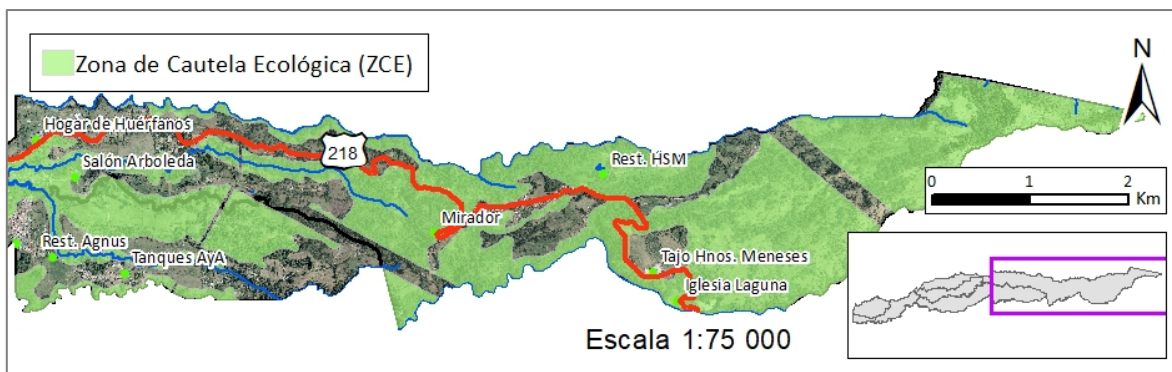 Zona de Cautela Ecológica (ZCE)
N
Hogar de Huérfanos
218
Salón Arboleda
Rest. HSM
0 1 2
Km
Mirador
Rest. Agnus
Tanques AyA
Tajo Hnos. Meneses
Iglesia Laguna
Escala 1:75 000